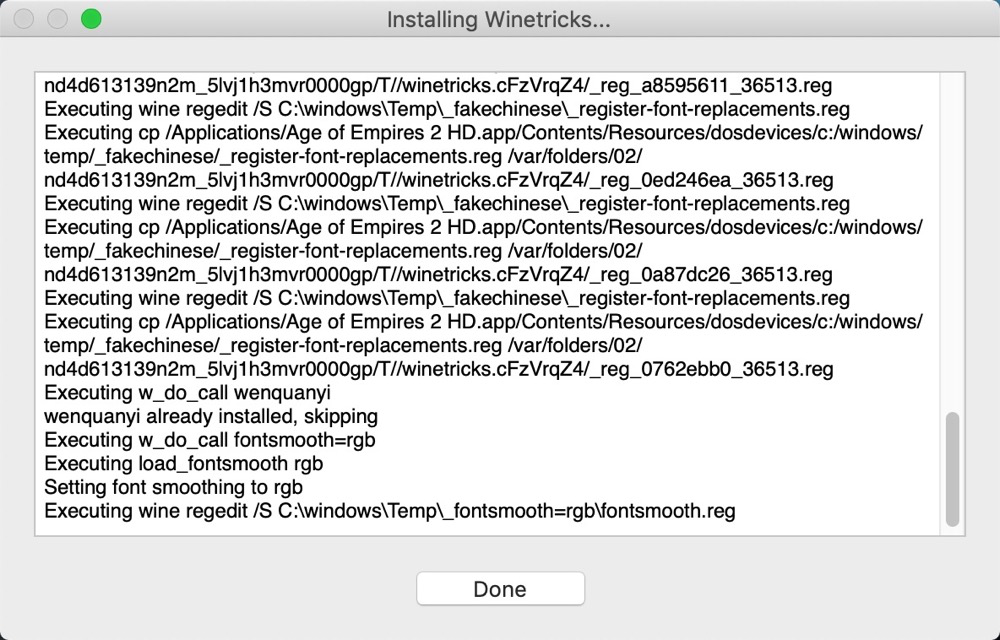 Installing Winetricks...
nd4d613139n2m_5lvj1h3mvr0000gp/T//winetricks.cFzVrqZ4/_reg_a8595611_36513.reg
Executing wine regedit /S C:\windows\Temp\_fakechinese\_register-font-replacements.reg
Executing cp /Applications/Age of Empires 2 HD.app/Contents/Resources/dosdevices/c:/windows/
temp/_fakechinese/_register-font-replacements.reg /var/folders/02/
nd4d613139n2m_5lvj1h3mvr0000gp/T//winetricks.cFzVrqZ4/_reg_0ed246ea_36513.reg
Executing wine regedit /S C:\windows\Temp\_fakechinese\_register-font-replacements.reg
Executing cp /Applications/Age of Empires 2 HD.app/Contents/Resources/dosdevices/c:/windows/
temp/_fakechinese/_register-font-replacements.reg /var/folders/02/
nd4d613139n2m_5lvj1h3mvr0000gp/T//winetricks.cFzVrqZ4/_reg_0a87dc26_36513.reg
Executing wine regedit /S C:\windows\Temp\_fakechinese\_register-font-replacements.reg
Executing cp /Applications/Age of Empires 2 HD.app/Contents/Resources/dosdevices/c:/windows/
temp/_fakechinese/_register-font-replacements.reg /var/folders/02/
nd4d613139n2m_5lvj1h3mvr0000gp/T//winetricks.cFzVrqZ4/_reg_0762ebb0_36513.reg
Executing w_do_call wenquanyi
wenquanyi already installed, skipping
Executing w_do_call fontsmooth=rgb
Executing load_fontsmooth rgb
Setting font smoothing to rgb
Executing wine regedit /S C:\windows\Temp\_fontsmooth=rgb\fontsmooth.reg
Done